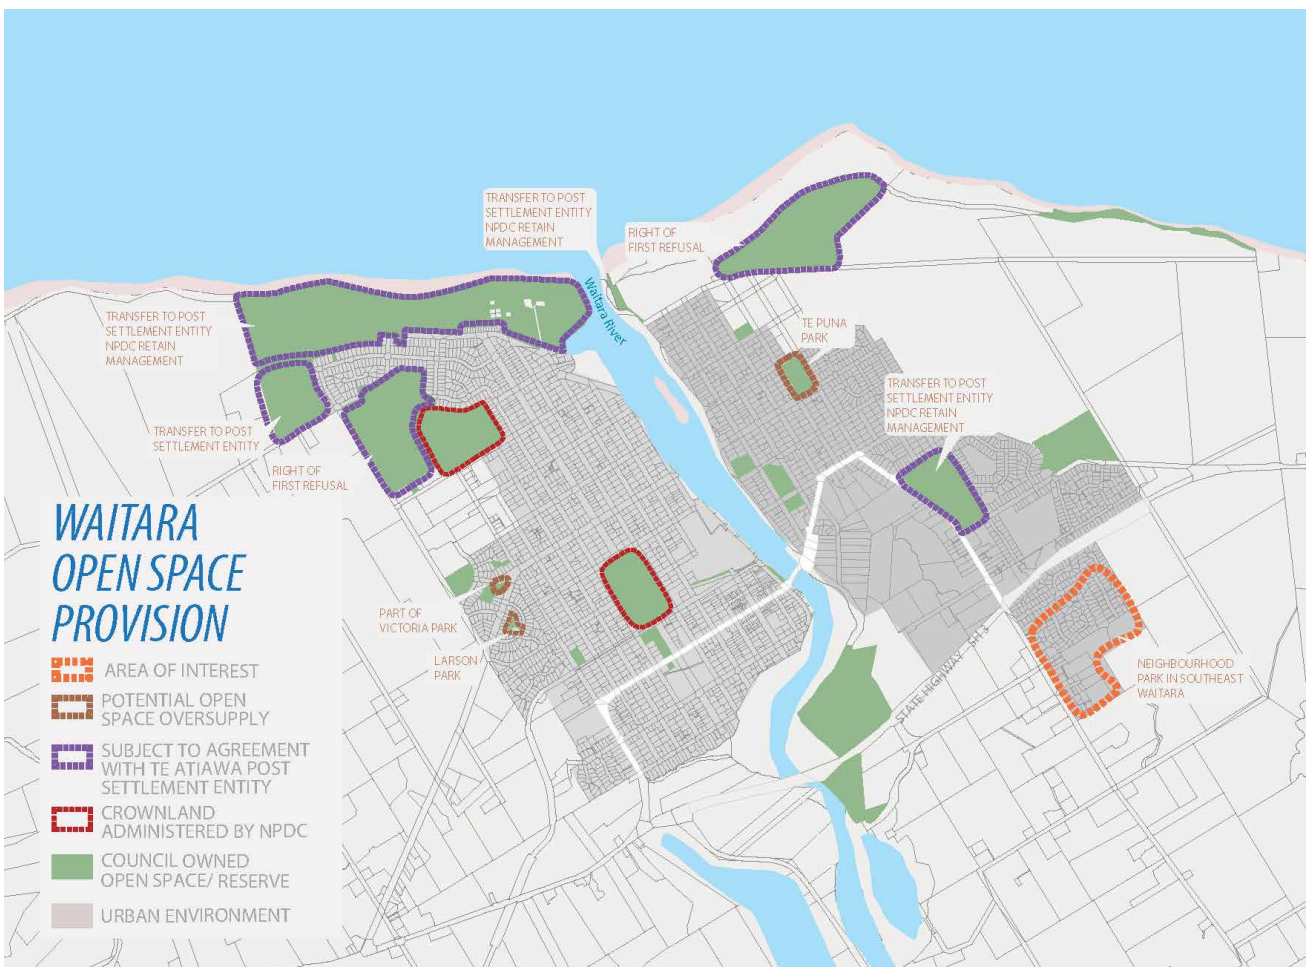 TRANSFER TO POST
SETTLEMENT ENTITY
NPDC RETAIN
MANAGEMENT
RIGHT OF
FIRST REFUSAL
Waitara River
TRANSFER TO POST
SETTLEMENT ENTITY
NPDC RETAIN
MANAGEMENT
TE PUNA
PARK
TRANSFER TO POST
SETTLEMENT ENTITY
NPDC RETAIN
MANAGEMENT
TRANSFER TO POST
SETTLEMENT ENTITY
RIGHT OF
FIRST REFUSAL
PART OF
VICTORIA PARK
LARSON
PARK
STATE HIGHWAY SH 3
NEIGHBOURHOOD
PARK IN SOUTHEAST
WAITARA
WAITARA
OPEN SPACE
PROVISION
AREA OF INTEREST
POTENTIAL OPEN
SPACE OVERSUPPLY
SUBJECT TO AGREEMENT
WITH TE ATIAWA POST
SETTLEMENT ENTITY
CROWNLAND
ADMINISTERED BY NPDC
COUNCIL OWNED
OPEN SPACE/ RESERVE
URBAN ENVIRONMENT